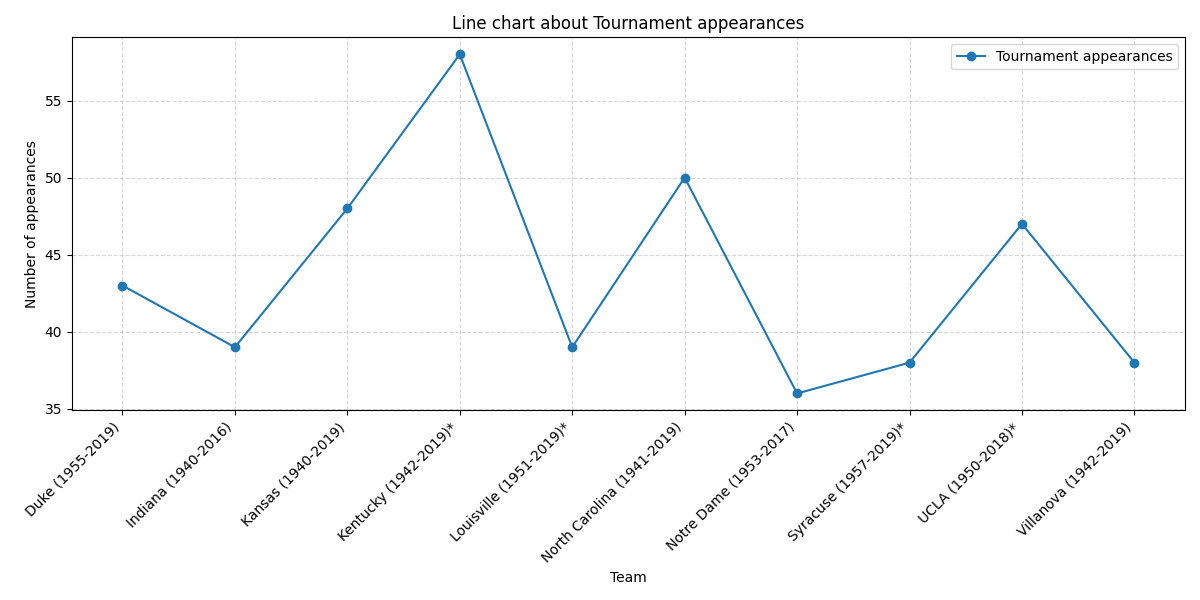 Line chart about Tournament appearances
Tournament appearances
Number of appearances
55
50
45
40
35
Duke (1955-2019)
Indiana (1940-2016)
Kansas (1940-2019)
Kentucky (1942-2019)*
Louisville (1951-2019)*
North Carolina (1941-2019)
Notre Dame (1953-2017)
Syracuse (1957-2019)*
UCLA (1950-2018)*
Villanova (1942-2019)
Team